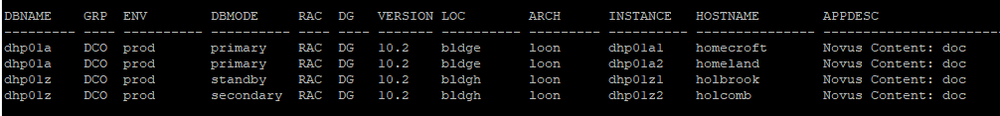 DBNAME GRP ENV DBMODE RAC DG VERSION LOC ARCH INSTANCE HOSTNAME APPDESC
--------- ---- ---------- ---------- ---- ---- ------- ---------- --------- ---------- --------------- ----------------------
dhp01a DCO prod primary RAC DG 10.2 bldge loon dhp01a1 homecroft Novus Content: doc
dhp01a DCO prod primary RAC DG 10.2 bldge loon dhp01a2 homeland Novus Content: doc
dhp01z DCO prod standby RAC DG 10.2 bldgh loon dhp01z1 holbrook Novus Content: doc
dhp01z DCO prod secondary RAC DG 10.2 bldgh loon dhp01z2 holcomb Novus Content: doc